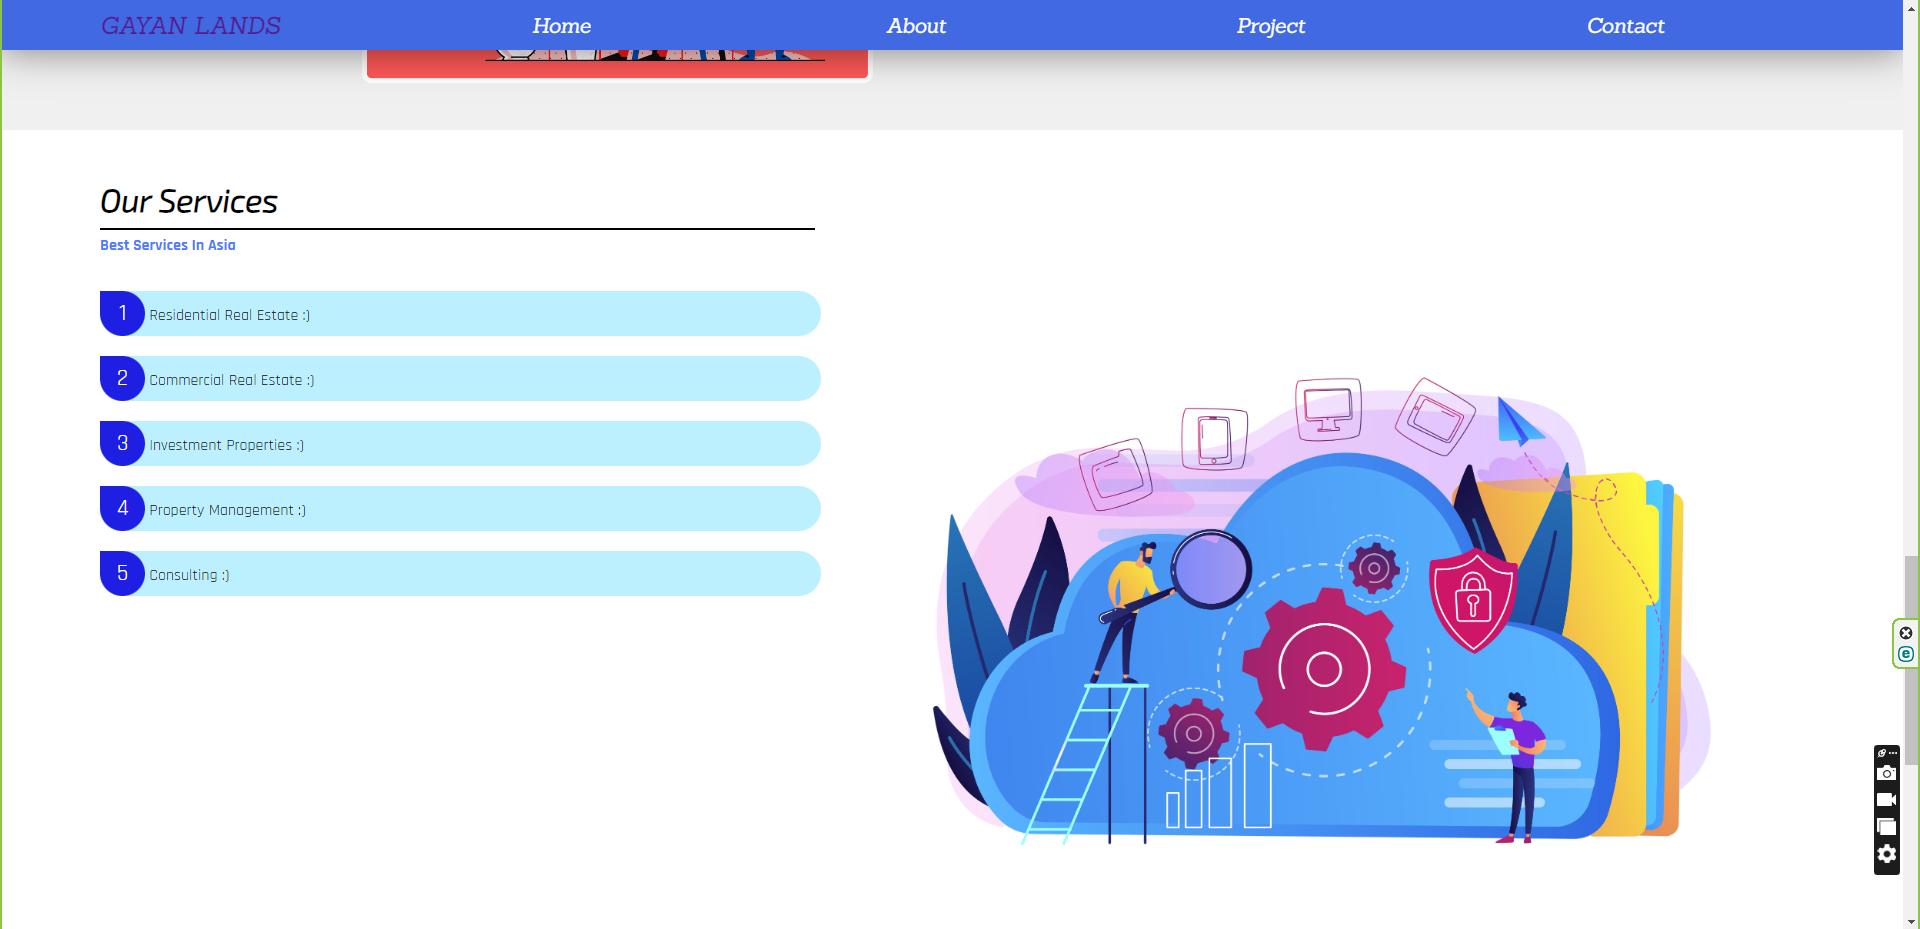 GAYAN LANDS Home About Project Contact
Our Services
Best Services In Asia
1 Residential Real Estate :)
2 Commercial Real Estate :)
3 Investment Properties :)
4 Property Management :)
5 Consulting :)